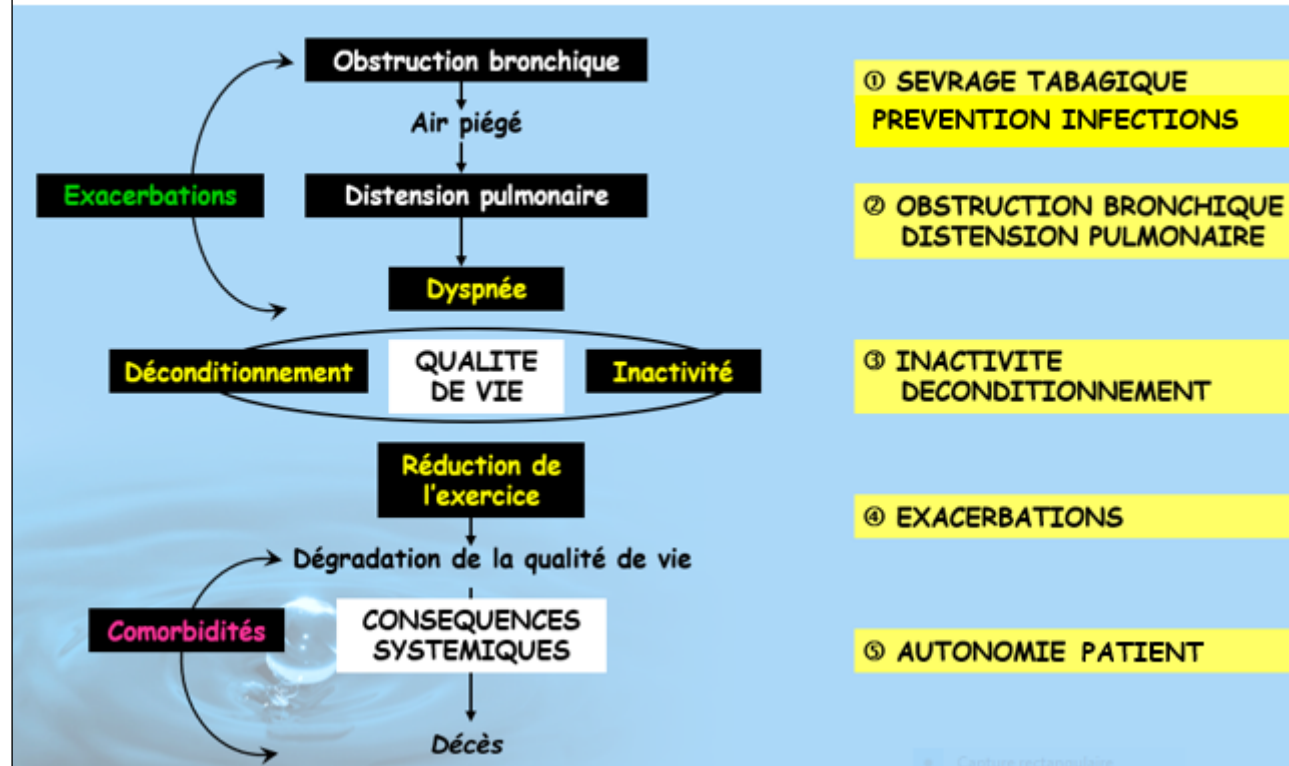 Obstruction bronchique
Air piégé
Exacerbations
Distension pulmonaire
Dyspnée
Déconditionnement
QUALITE
DE VIE
Inactivité
Réduction de
l'exercice
Dégradation de la qualité de vie
Comorbidités
CONSEQUENCES
SYSTEMIQUES
Décès
① SEVRAGE TABAGIQUE
PREVENTION INFECTIONS
② OBSTRUCTION BRONCHIQUE
DISTENSION PULMONAIRE
③ INACTIVITE
DECONDITIONNEMENT
④ EXACERBATIONS
⑤ AUTONOMIE PATIENT
Capture rectangulaire